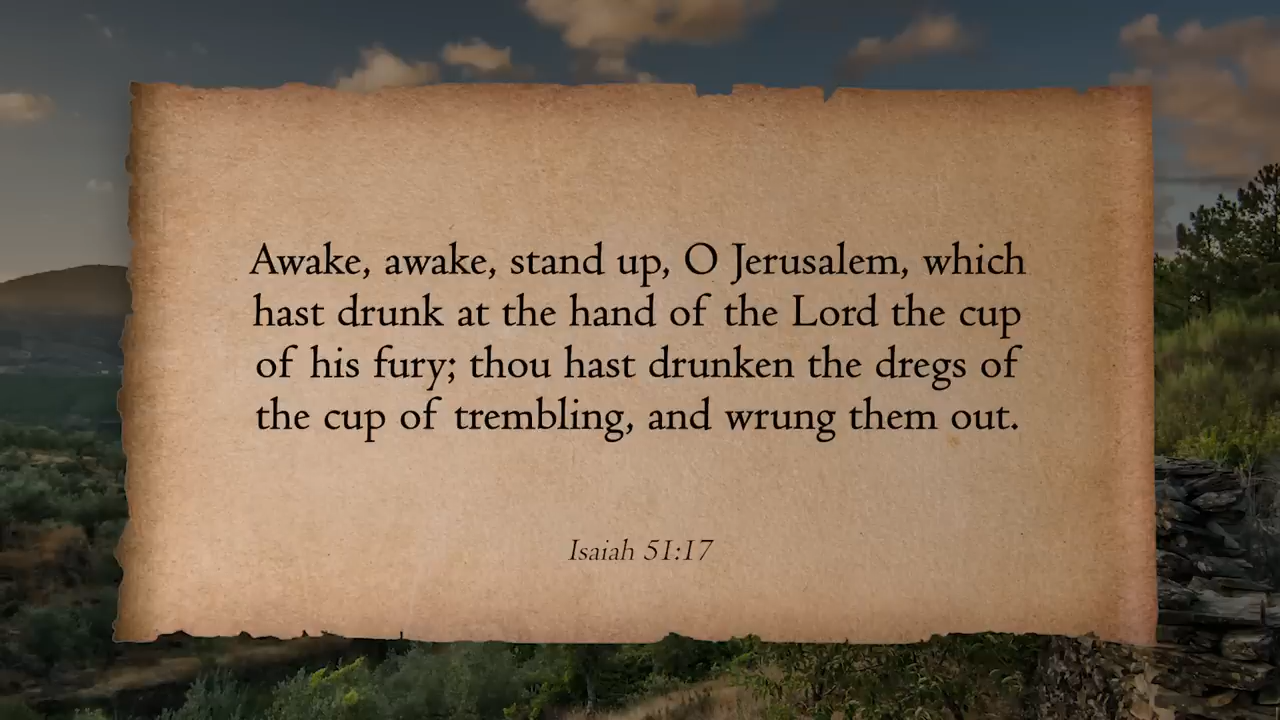 Awake, awake, stand up, O Jerusalem, which
hast drunk at the hand of the Lord the cup
of his fury; thou hast drunken the dregs of
the cup of trembling, and wrung them out.
Isaiah 51:17